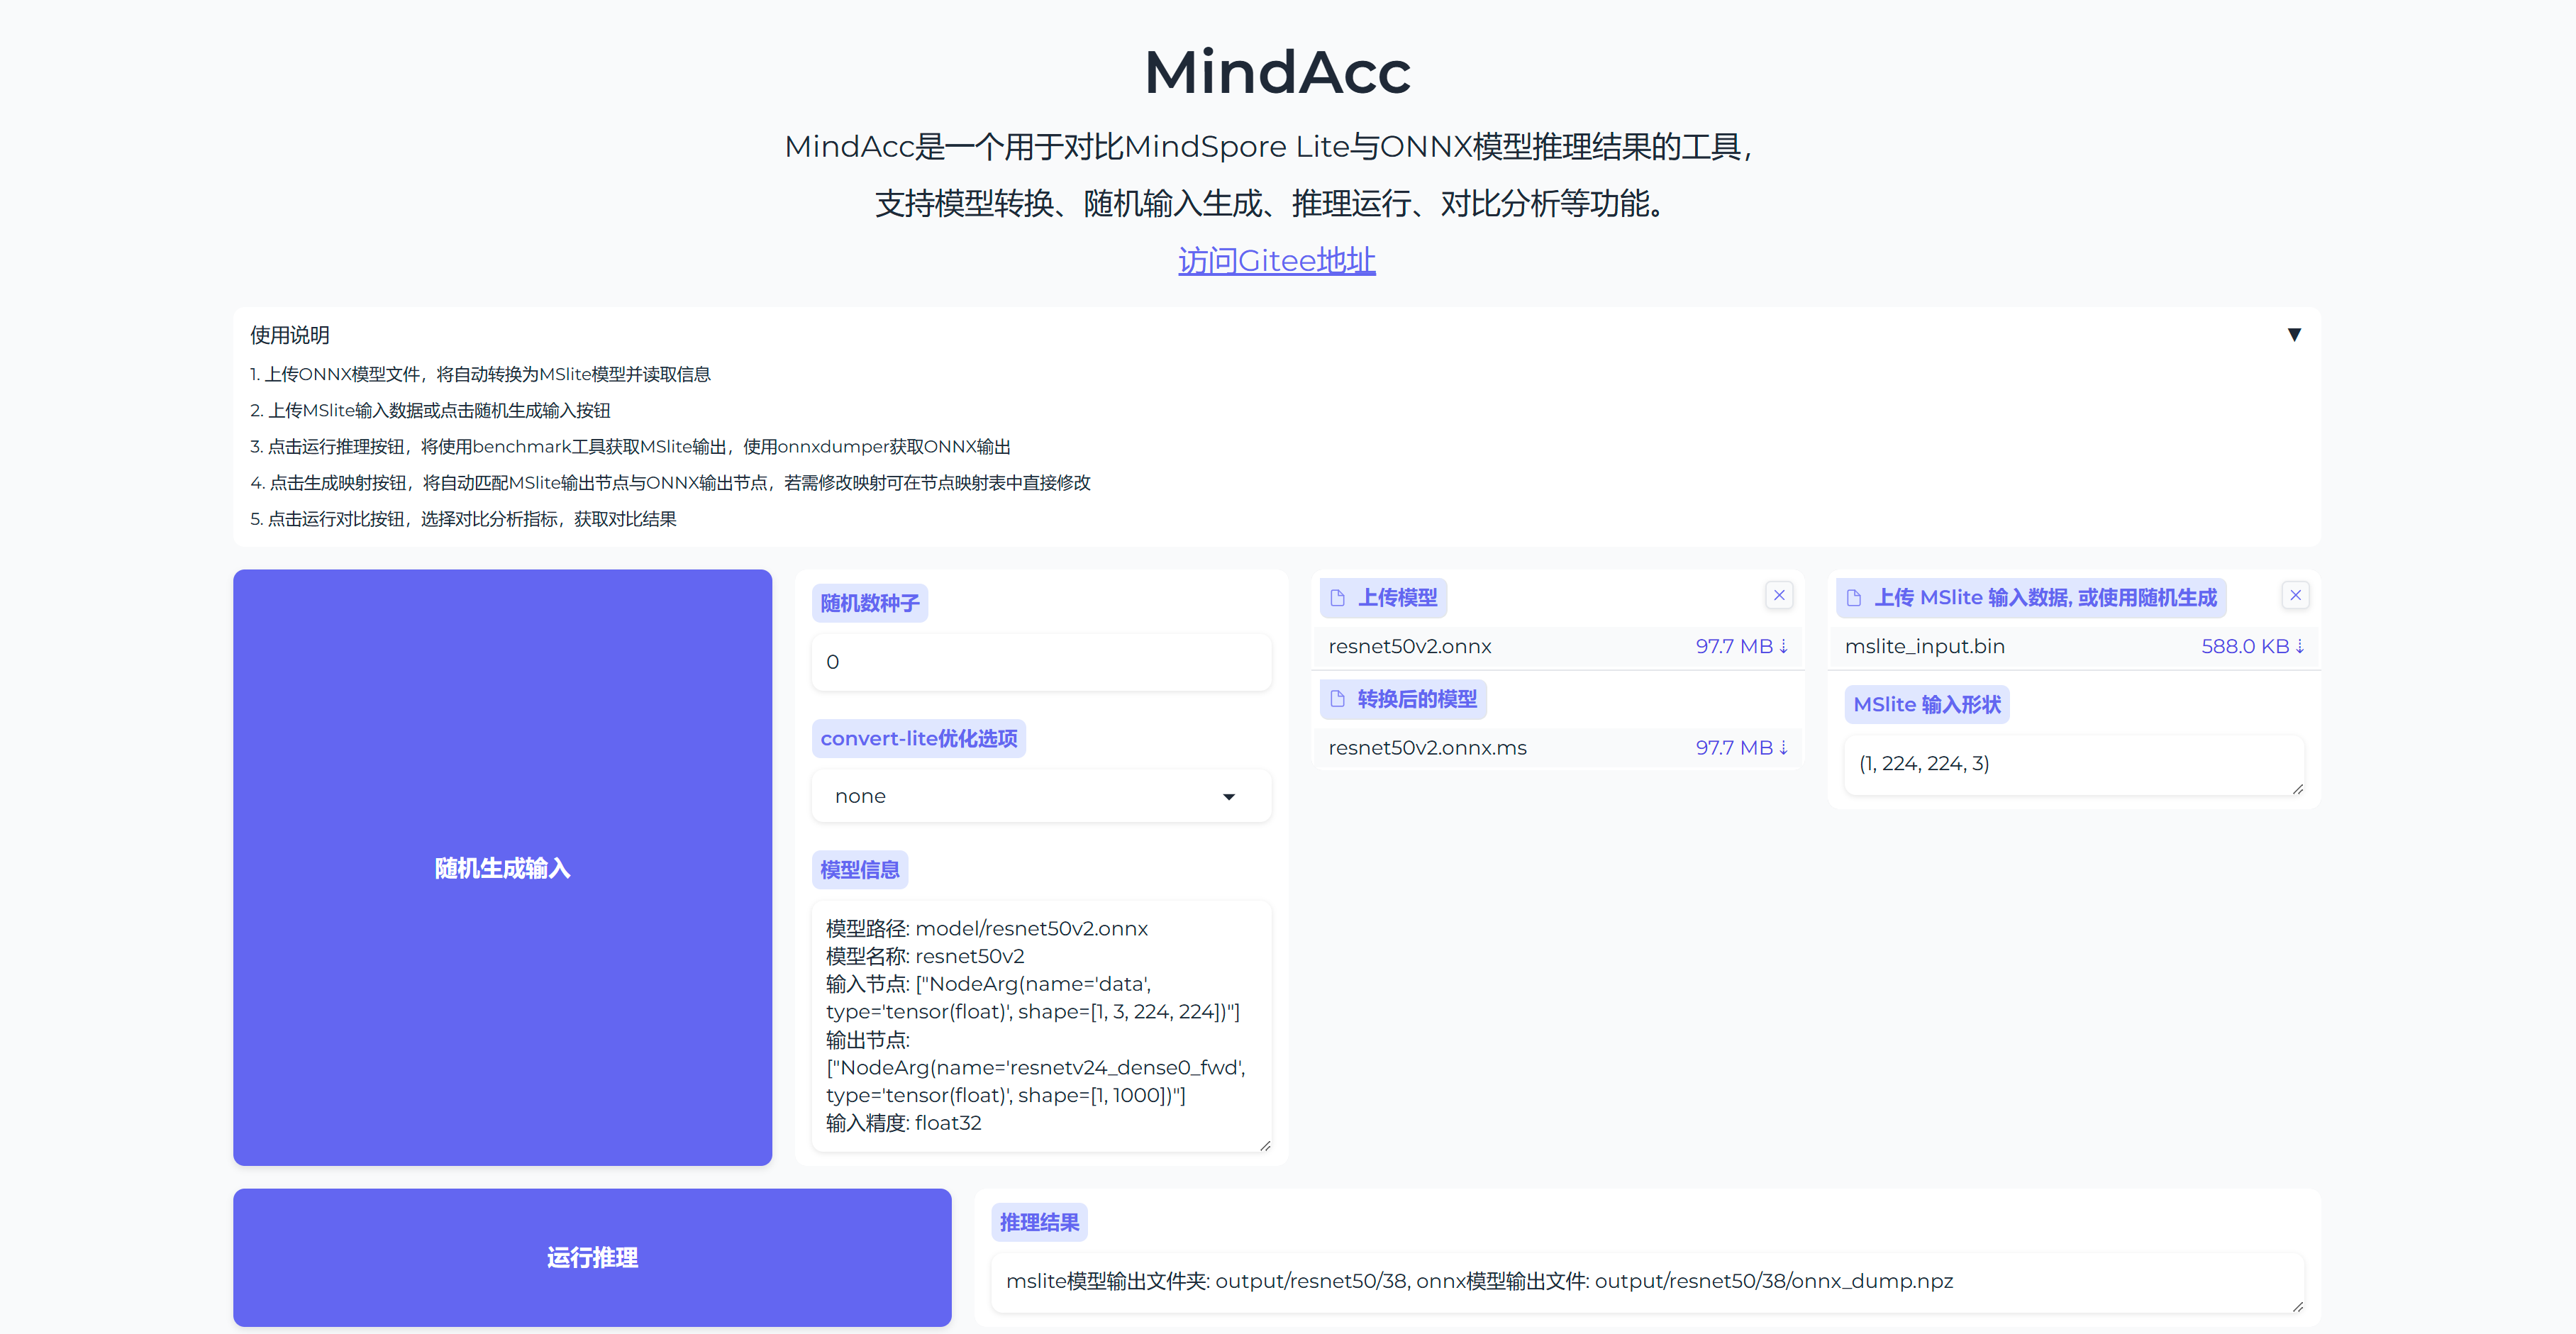 MindAcc
MindAcc是一个用于对比MindSpore Lite与ONNX模型推理结果的工具，
支持模型转换、随机输入生成、推理运行、对比分析等功能。
访问Gitee地址
使用说明
1. 上传ONNX模型文件，将自动转换为MSlite模型并读取信息
2. 上传MSlite输入数据或点击随机生成输入按钮
3. 点击运行推理按钮，将使用benchmark工具获取MSlite输出，使用onnxdumper获取ONNX输出
4. 点击生成映射按钮，将自动匹配MSlite输出节点与ONNX输出节点，若需修改映射可在节点映射表中直接修改
5. 点击运行对比按钮，选择对比分析指标，获取对比结果
随机生成输入
随机数种子
0
convert-lite优化选项
none
模型信息
模型路径: model/resnet50v2.onnx
模型名称: resnet50v2
输入节点: ["NodeArg(name='data',
type='tensor(float)', shape=[1, 3, 224, 224])"]
输出节点:
["NodeArg(name='resnetv24_dense0_fwd',
type='tensor(float)', shape=[1, 1000])"]
输入精度: float32
上传模型
resnet50v2.onnx 97.7 MB ⇣
转换后的模型
resnet50v2.onnx.ms 97.7 MB ⇣
上传 MSlite 输入数据, 或使用随机生成
mslite_input.bin 588.0 KB ⇣
MSlite 输入形状
(1, 224, 224, 3)
运行推理
推理结果
mslite模型输出文件夹: output/resnet50/38, onnx模型输出文件: output/resnet50/38/onnx_dump.npz